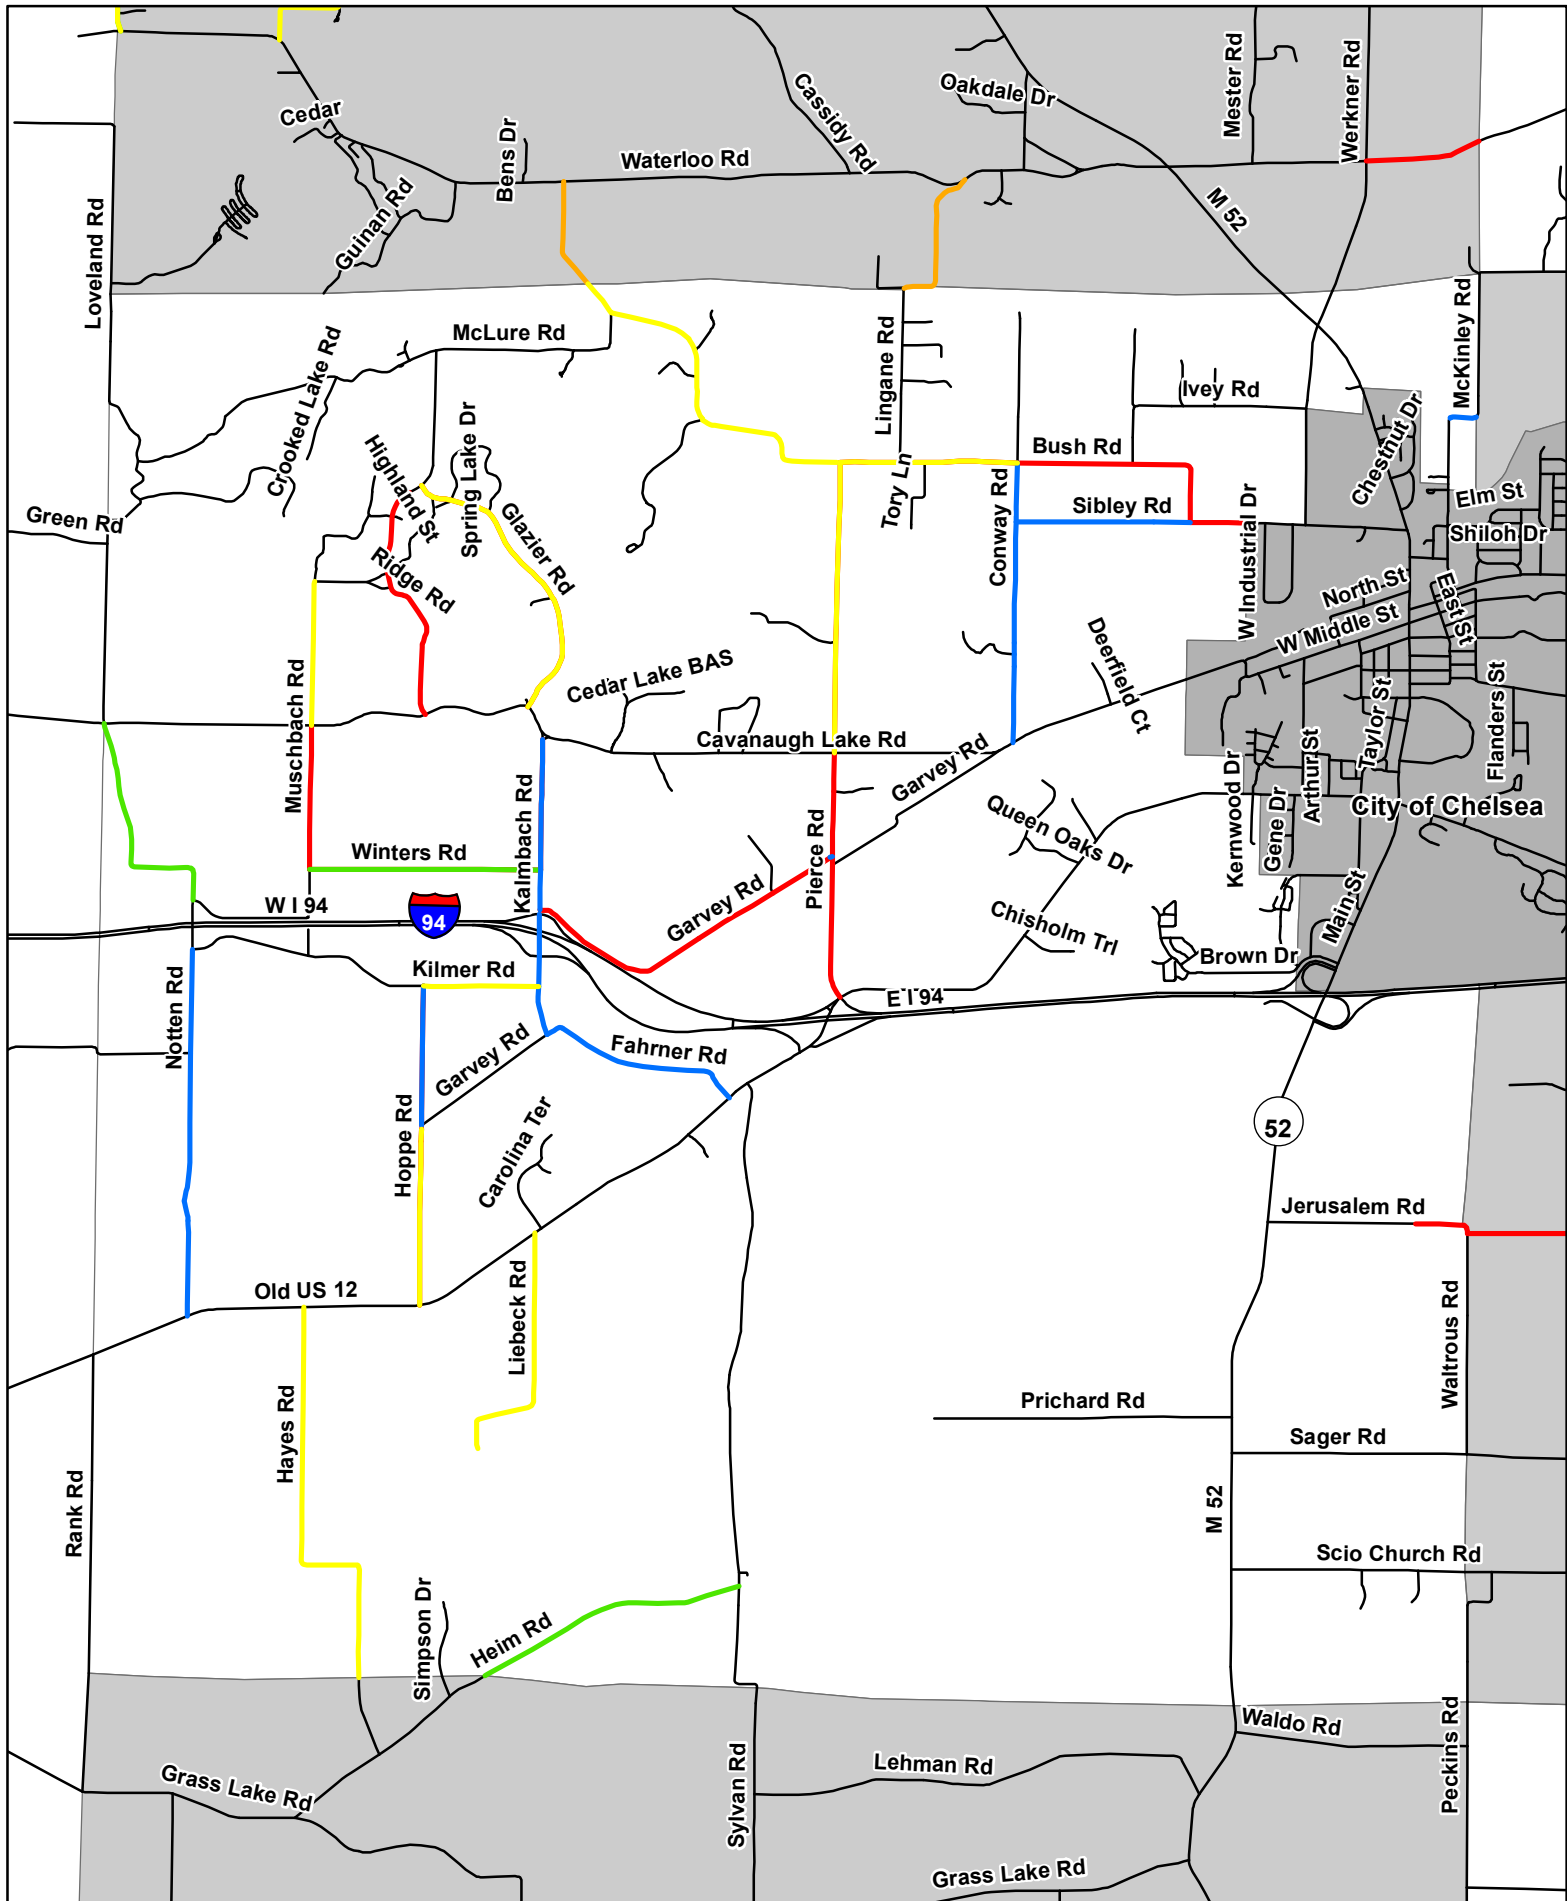 Mester Rd
Werkner Rd
Cassidy Rd
Oakdale Dr
Cedar
Bens Dr
Waterloo Rd
Guinan Rd
M 52
Loveland Rd
McLure Rd
Crooked Lake Rd
Lingane Rd
McKinley Rd
Ivey Rd
Chestnut Dr
Highland St
Spring Lake Dr
Bush Rd
Tory Ln
Green Rd
Glazier Rd
Conway Rd
Sibley Rd
W Industrial Dr
Elm St
Shiloh Dr
Ridge Rd
North St
East St
W Middle St
Deerfield Ct
Cedar Lake BAS
Muschbach Rd
Taylor St
Flanders St
Cavanaugh Lake Rd
Garvey Rd
Arthur St
Kernwood Dr
Gene Dr
City of Chelsea
Kalmbach Rd
Queen Oaks Dr
Pierce Rd
Winters Rd
W I 94
94
Garvey Rd
Chisholm Trl
Main St
Brown Dr
Kilmer Rd
E I 94
Notten Rd
Garvey Rd
Fahrner Rd
Hoppe Rd
Carolina Ter
52
Jerusalem Rd
Old US 12
Liebeck Rd
Waltrous Rd
Prichard Rd
Hayes Rd
Sager Rd
Rank Rd
M 52
Scio Church Rd
Simpson Dr
Heim Rd
Waldo Rd
Peckins Rd
Grass Lake Rd
Sylvan Rd
Lehman Rd
Grass Lake Rd